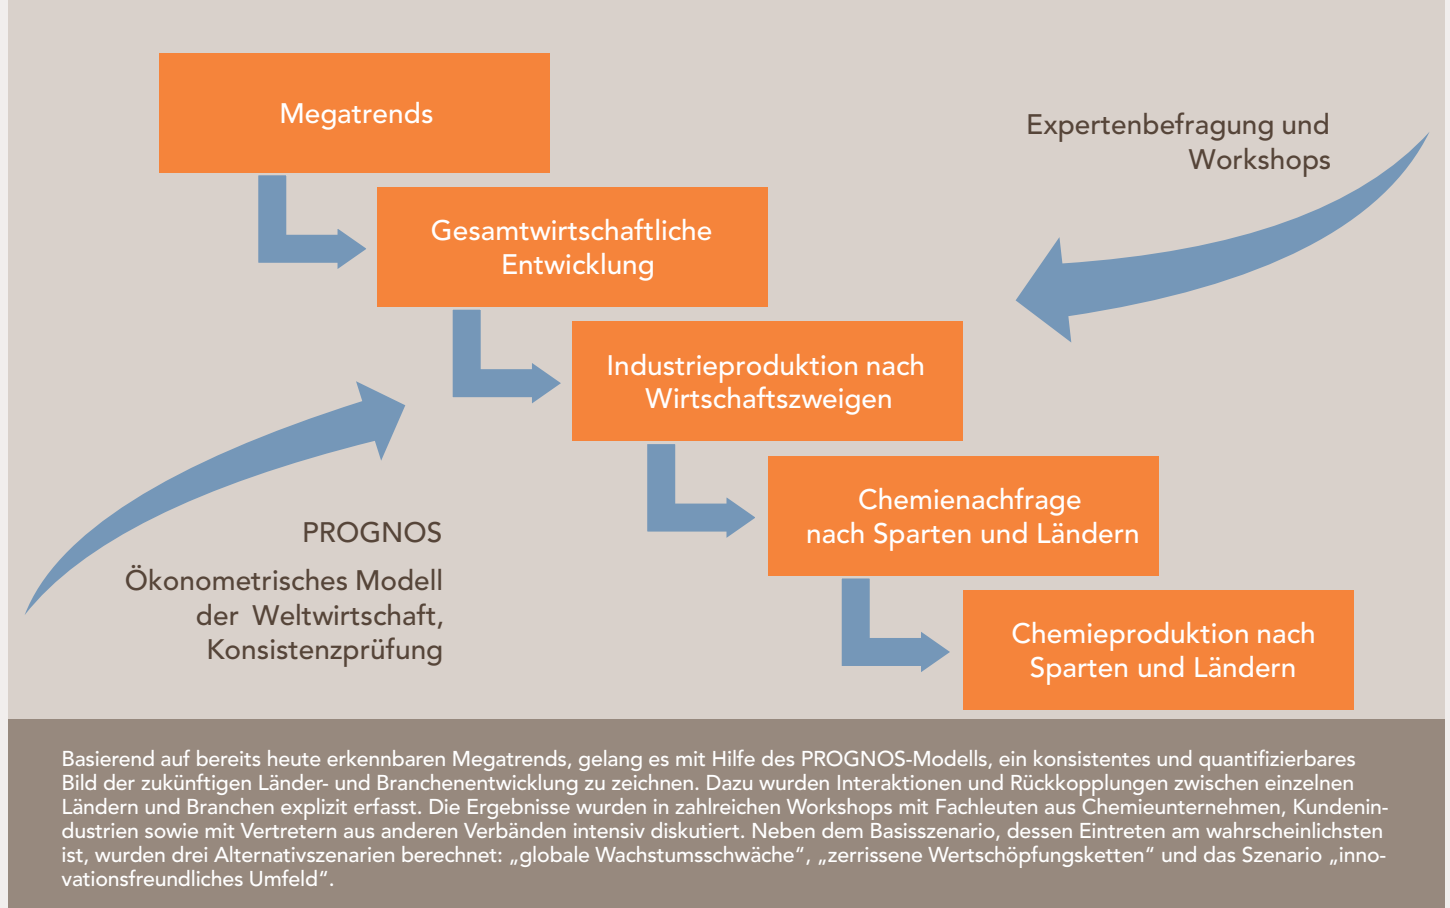 Megatrends
Expertenbefragung und
Workshops
Gesamtwirtschaftliche
Entwicklung
Industrieproduktion nach
Wirtschaftszweigen
Chemienachfrage
nach Sparten und Ländern
PROGNOS
Ökonometrisches Modell
der Weltwirtschaft,
Konsistenzprüfung
Chemieproduktion nach
Sparten und Ländern
Basierend auf bereits heute erkennbaren Megatrends, gelang es mit Hilfe des PROGNOS-Modells, ein konsistentes und quantifizierbares
Bild der zukünftigen Länder- und Branchenentwicklung zu zeichnen. Dazu wurden Interaktionen und Rückkopplungen zwischen einzelnen
Ländern und Branchen explizit erfasst. Die Ergebnisse wurden in zahlreichen Workshops mit Fachleuten aus Chemieunternehmen, Kundenin-
dustrien sowie mit Vertretern aus anderen Verbänden intensiv diskutiert. Neben dem Basisszenario, dessen Eintreten am wahrscheinlichsten
ist, wurden drei Alternativszenarien berechnet: „globale Wachstumsschwäche“, „zerrissene Wertschöpfungsketten“ und das Szenario „inno-
vationsfreundliches Umfeld“.